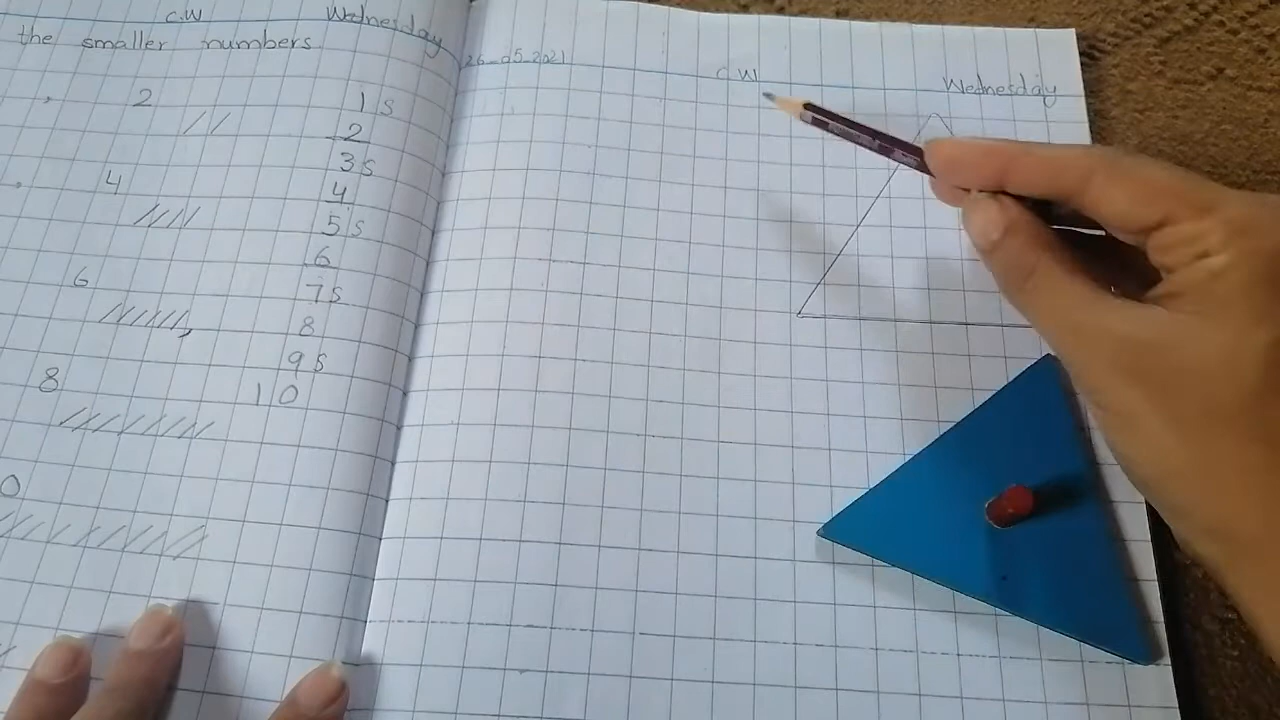 C.W Wednesday
the smaller numbers.
2
4
6
8
0
1 s
2
3 s
4
5 s
6
7 s
8
9 s
10
26-05-2021
C.W Wednesday